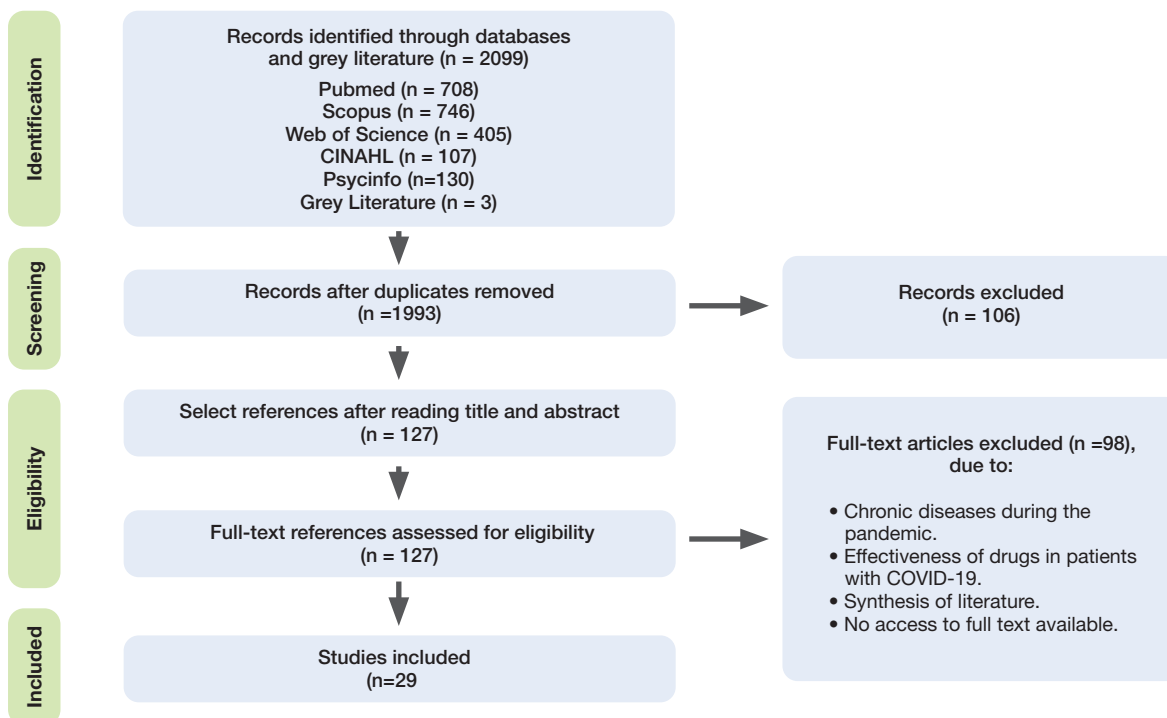 Identification
Records identified through databases
and grey literature (n = 2099)
Pubmed (n = 708)
Scopus (n = 746)
Web of Science (n = 405)
CINAHL (n = 107)
Psycinfo (n=130)
Grey Literature (n = 3)
Screening
Records after duplicates removed
(n =1993)
Records excluded
(n = 106)
Eligibility
Select references after reading title and abstract
(n = 127)
Full-text references assessed for eligibility
(n = 127)
Full-text articles excluded (n =98),
due to:
• Chronic diseases during the
pandemic.
• Effectiveness of drugs in patients
with COVID-19.
• Synthesis of literature.
• No access to full text available.
Included
Studies included
(n=29